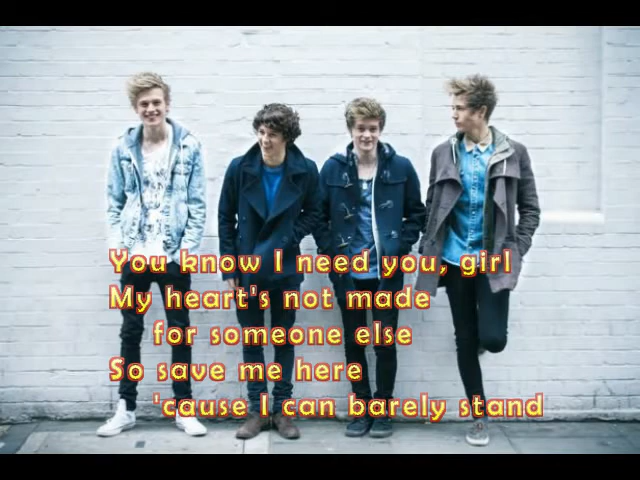 You know I need you, girl
My heart's not made
for someone else
So save me here
'cause I can barely stand